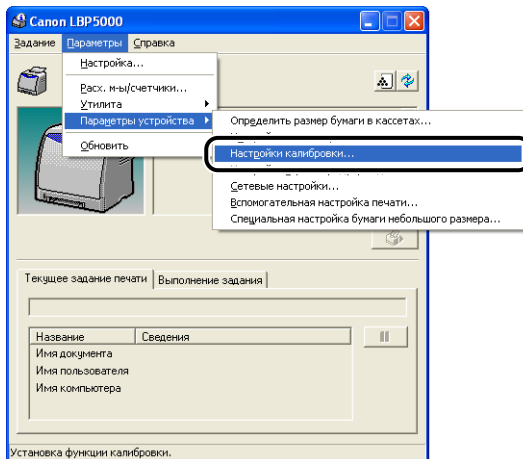 Canon LBP5000
Задание Параметры Справка
Настройка...
Расх. м-ы/счетчики...
Утилита
Параметры устройства
Обновить
Определить размер бумаги в кассетах...
Настройки калибровки...
Сетевые настройки...
Вспомогательная настройка печати...
Специальная настройка бумаги небольшого размера...
Текущее задание печати Выполнение задания
Название Сведения
Имя документа
Имя пользователя
Имя компьютера
Установка функции калибровки.